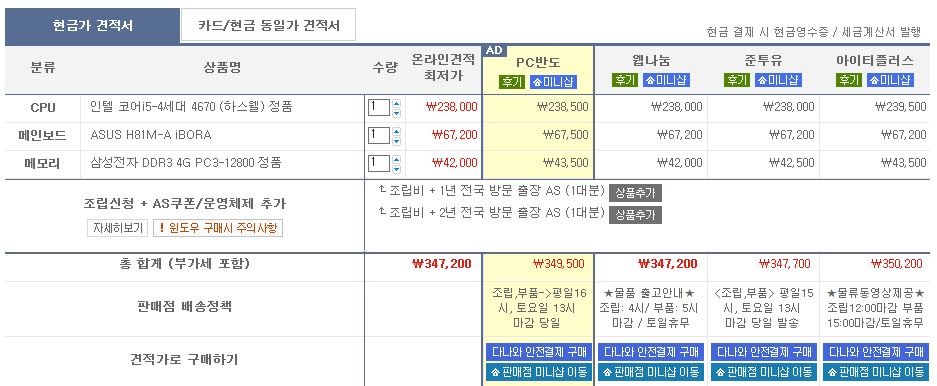 현금가 견적서
카드/현금 동일가 견적서
현금 결제 시 현금영수증 / 세금계산서 발행
분류 상품명 수량 온라인견적 최저가 AD PC반도 후기 미니샵 웹나눔 후기 미니샵 준투유 후기 미니샵 아이티플러스 후기 미니샵
CPU 인텔 코어i5-4세대 4670 (하스웰) 정품 1 ₩238,000 ₩238,500 ₩238,000 ₩238,000 ₩239,500
메인보드 ASUS H81M-A iBORA 1 ₩67,200 ₩67,500 ₩67,200 ₩67,200 ₩67,200
메모리 삼성전자 DDR3 4G PC3-12800 정품 1 ₩42,000 ₩43,500 ₩42,000 ₩42,500 ₩43,500
조립신청 + AS쿠폰/운영체제 추가
자세히보기 ! 윈도우 구매시 주의사항
조립비 + 1년 전국 방문 출장 AS (1대분) 상품추가
조립비 + 2년 전국 방문 출장 AS (1대분) 상품추가
총 합계 (부가세 포함) ₩347,200 ₩349,500 ₩347,200 ₩347,700 ₩350,200
판매점 배송정책
조립,부품->평일16
시, 토요일 13시
마감 당일
★물품 출고안내★
조립: 4시/ 부품: 5시
마감 / 토일휴무
<조립,부품> 평일15
시, 토요일 13시
마감 당일 발송
★물류동영상제공★
조립12:00마감 부품
15:00마감/토일휴무
견적가로 구매하기
다나와 안전결제 구매 다나와 안전결제 구매 다나와 안전결제 구매 다나와 안전결제 구매
판매점 미니샵 이동 판매점 미니샵 이동 판매점 미니샵 이동 판매점 미니샵 이동